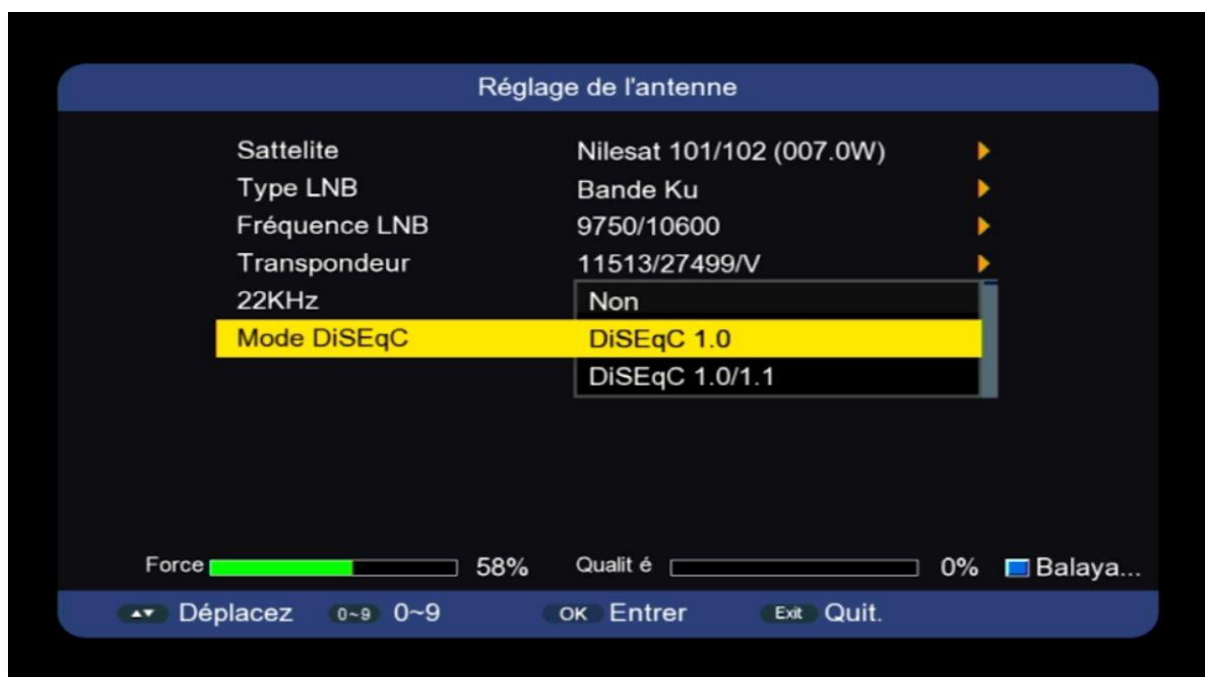 Réglage de l'antenne
Sattelite Nilesat 101/102 (007.0W)
Type LNB Bande Ku
Fréquence LNB 9750/10600
Transpondeur 11513/27499/V
22KHz Non
Mode DiSEqC DiSEqC 1.0
DiSEqC 1.0/1.1
Force 58% Qualit é 0% Balaya...
Déplacez 0~9 0~9 OK Entrer Exit Quit.